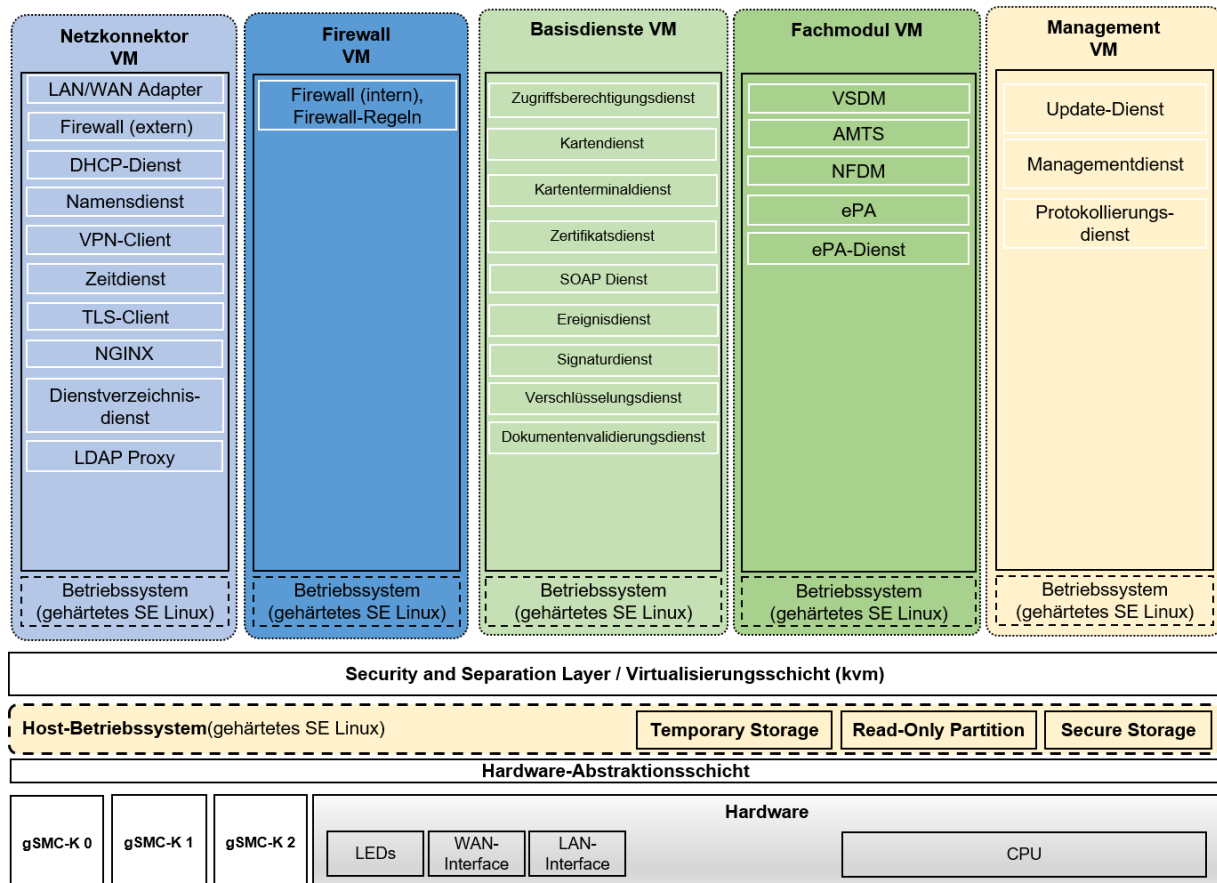 Netzkonnektor
VM
LAN/WAN Adapter
Firewall (extern)
DHCP-Dienst
Namensdienst
VPN-Client
Zeitdienst
TLS-Client
NGINX
Dienstverzeichnis-
dienst
LDAP Proxy
Betriebssystem
(gehärtetes SE Linux)
Firewall
VM
Firewall (intern),
Firewall-Regeln
Betriebssystem
(gehärtetes SE Linux)
Basisdienste VM
Zugriffsberechtigungsdienst
Kartendienst
Kartenterminaldienst
Zertifikatsdienst
SOAP Dienst
Ereignisdienst
Signaturdienst
Verschlüsselungsdienst
Dokumentenvalidierungsdienst
Betriebssystem
(gehärtetes SE Linux)
Fachmodul VM
VSDM
AMTS
NFDM
ePA
ePA-Dienst
Betriebssystem
(gehärtetes SE Linux)
Management
VM
Update-Dienst
Managementdienst
Protokollierungs-
dienst
Betriebssystem
(gehärtetes SE Linux)
Security and Separation Layer / Virtualisierungsschicht (kvm)
Host-Betriebssystem(gehärtetes SE Linux)
Temporary Storage
Read-Only Partition
Secure Storage
Hardware-Abstraktionsschicht
gSMC-K 0
gSMC-K 1
gSMC-K 2
Hardware
LEDs
WAN-
Interface
LAN-
Interface
CPU